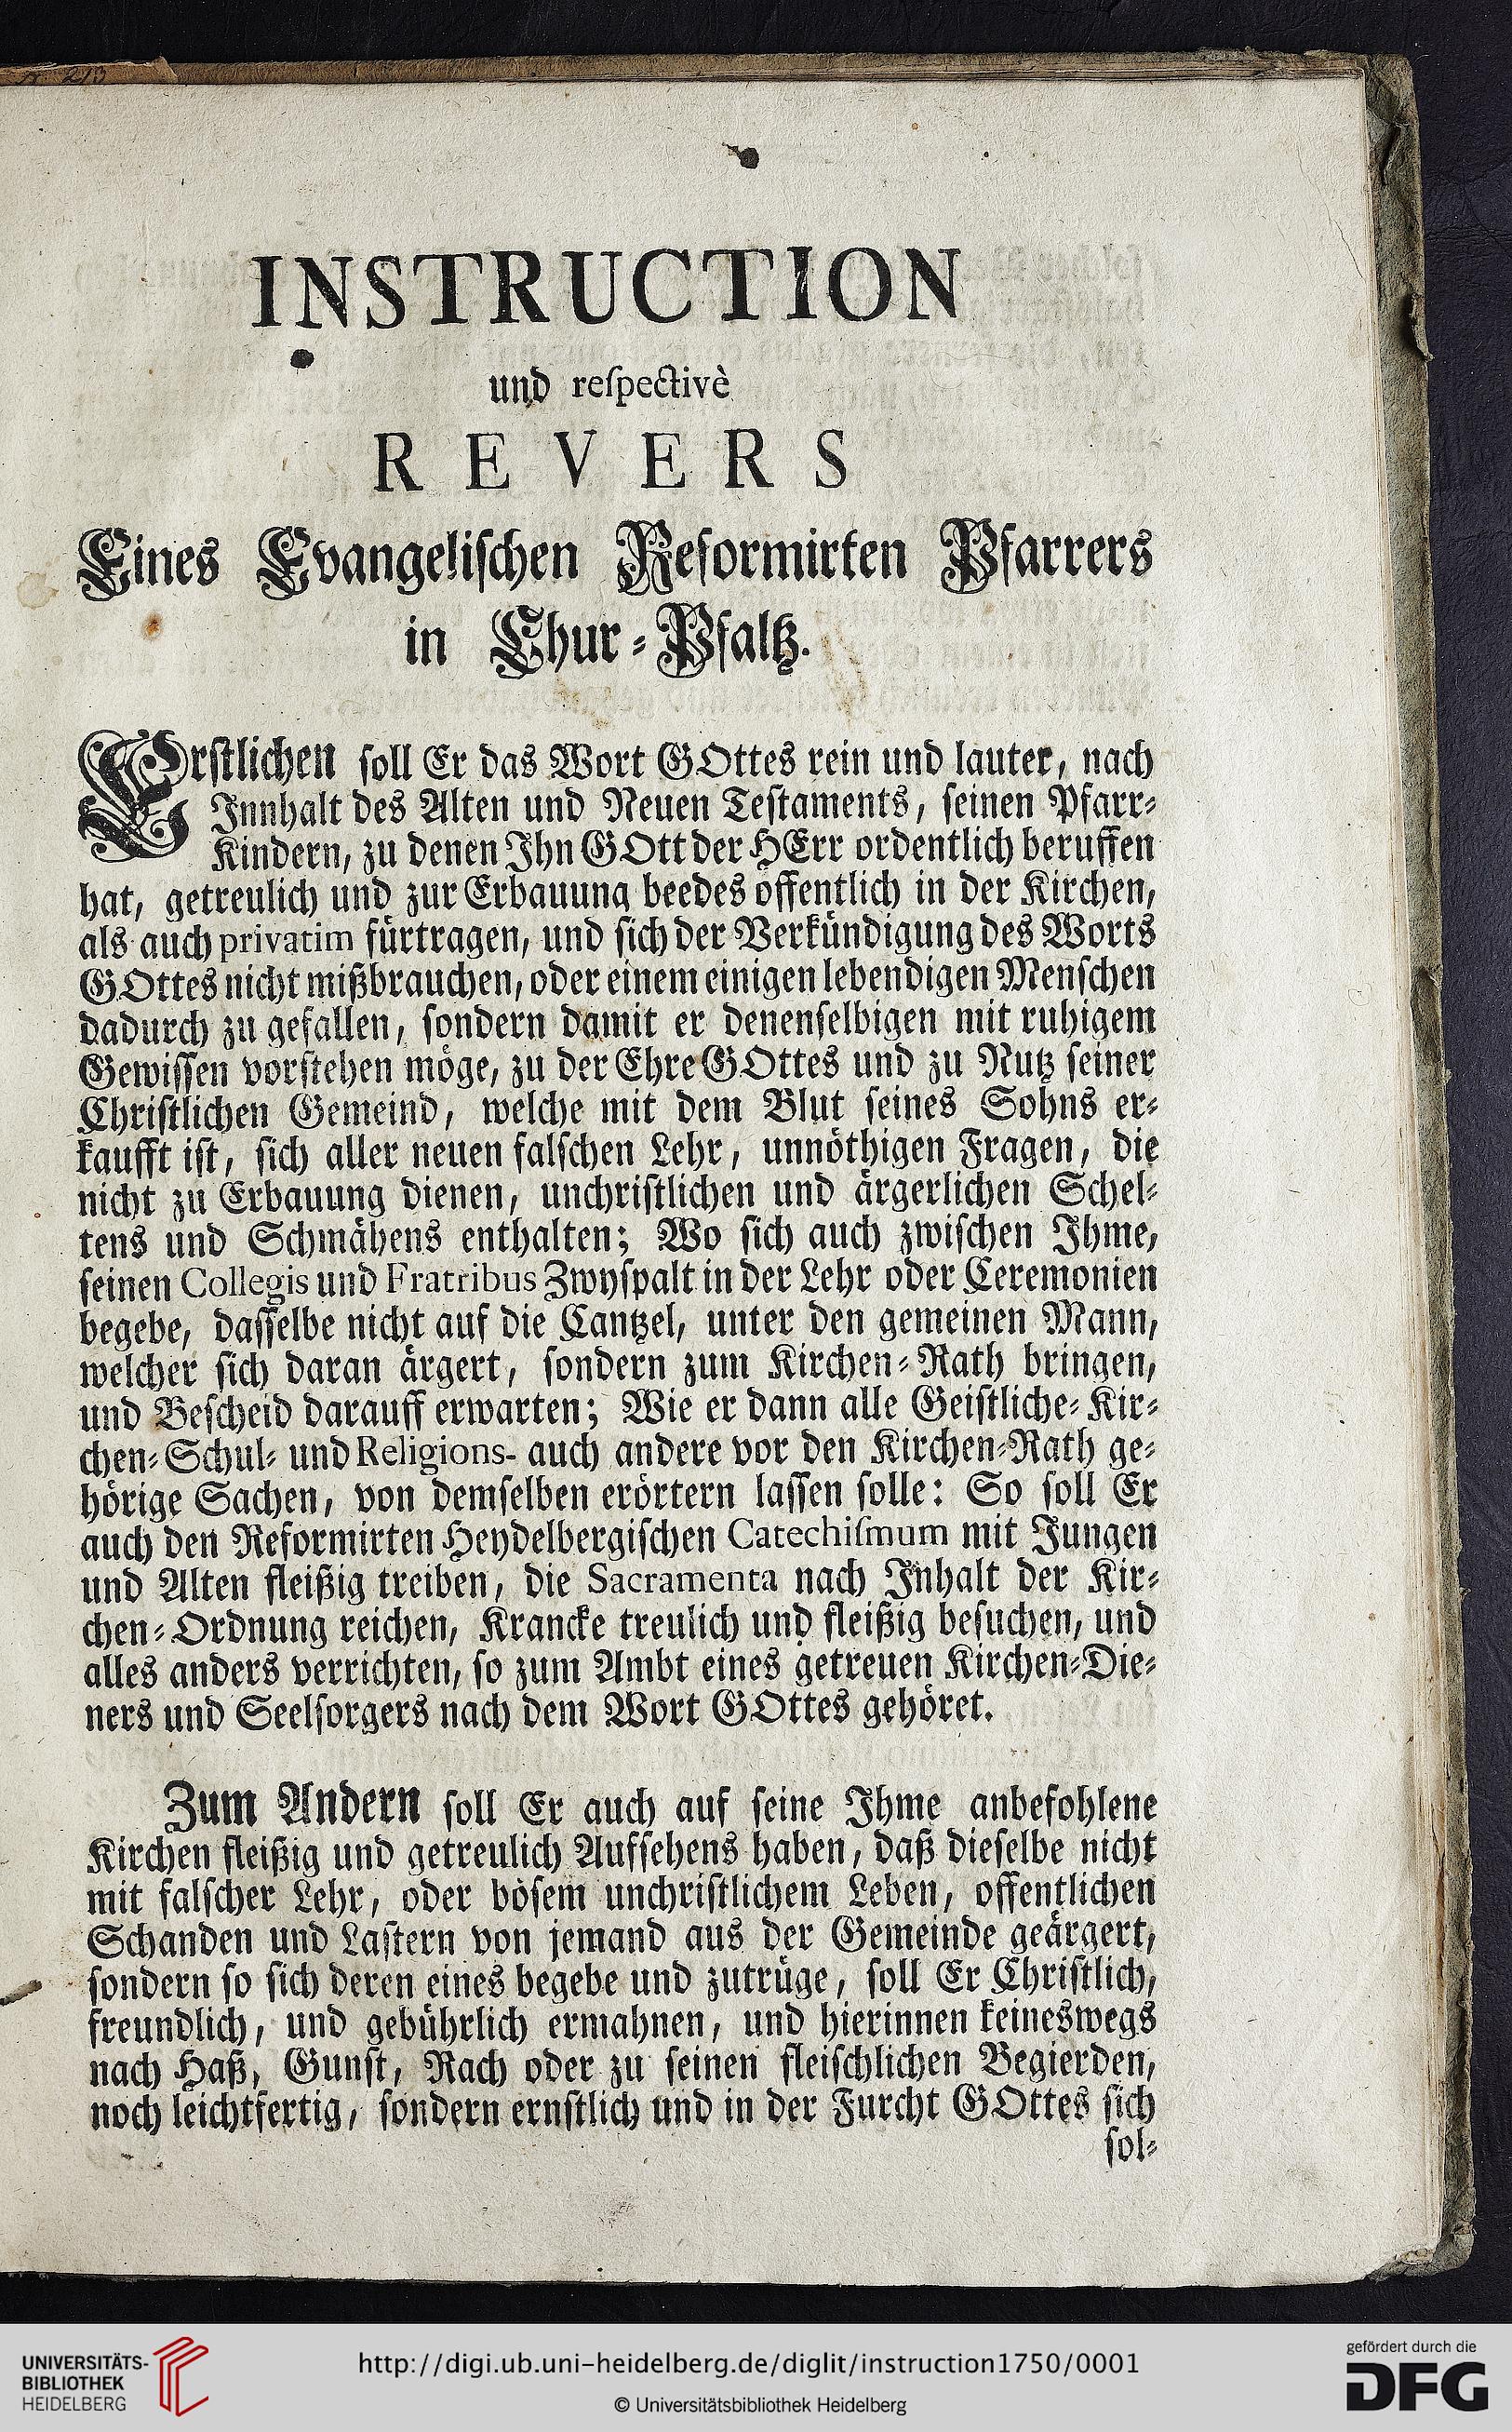 INSTRUCTION
und reſpectivè
REVERS
Eines Evangeliſchen Reformirten Pfarrers
in Chur-Pfaltz.
ERſtlichen ſoll Er das Wort GOttes rein und lauter, nach
Innhalt des Alten und Neuen Teſtaments, ſeinen Pfarr-
Kindern, zu denen Ihn GOtt der HErr ordentlich beruffen
hat, getreulich und zur Erbauung beedes öffentlich in der Kirchen,
als auch privatim fürtragen, und ſich der Verkündigung des Worts
GOttes nicht mißbrauchen, oder einem einigen lebendigen Menſchen
dadurch zu gefallen, ſondern damit er denenſelbigen mit ruhigem
Gewiſſen vorſtehen möge, zu der Ehre GOttes und zu Nutz ſeiner
Chriſtlichen Gemeind, welche mit dem Blut ſeines Sohns er-
kaufft iſt, ſich aller neuen falſchen Lehr, unnöthigen Fragen, die
nicht zu Erbauung dienen, unchriſtlichen und ärgerlichen Schel-
tens und Schmähens enthalten; Wo ſich auch zwiſchen Ihme,
ſeinen Collegis und Fratribus Zwyſpalt in der Lehr oder Ceremonien
begebe, daſſelbe nicht auf die Cantzel, unter den gemeinen Mann,
welcher ſich daran ärgert, ſondern zum Kirchen-Rath bringen,
und Beſcheid darauff erwarten; Wie er dann alle Geiſtliche-Kir-
chen-Schul- und Religions- auch andere vor den Kirchen-Rath ge-
hörige Sachen, von demſelben erörtern laſſen ſolle: So ſoll Er
auch den Reformirten Heydelbergiſchen Catechiſmum mit Jungen
und Alten fleißig treiben, die Sacramenta nach Inhalt der Kir-
chen-Ordnung reichen, Krancke treulich und fleißig beſuchen, und
alles anders verrichten, ſo zum Ambt eines getreuen Kirchen-Die-
ners und Seelſorgers nach dem Wort GOttes gehöret.
Zum Andern ſoll Er auch auf ſeine Ihme anbefohlene
Kirchen fleißig und getreulich Aufſehens haben, daß dieſelbe nicht
mit falſcher Lehr, oder böſem unchriſtlichem Leben, offentlichen
Schanden und Laſtern von jemand aus der Gemeinde geärgert,
ſondern ſo ſich deren eines begebe und zutrüge, ſoll Er Chriſtlich,
freundlich, und gebührlich ermahnen, und hierinnen keineswegs
nach Haß, Gunſt, Rach oder zu ſeinen fleiſchlichen Begierden,
noch leichtfertig, ſondern ernſtlich und in der Furcht GOttes ſich
ſol-
UNIVERSITÄTS-
BIBLIOTHEK
HEIDELBERG
http://digi.ub.uni-heidelberg.de/diglit/instruction1750/0001
© Universitätsbibliothek Heidelberg
gefördert durch die
DFG